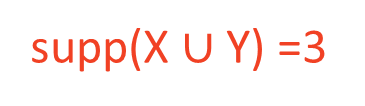 supp(X ∪ Y) =3